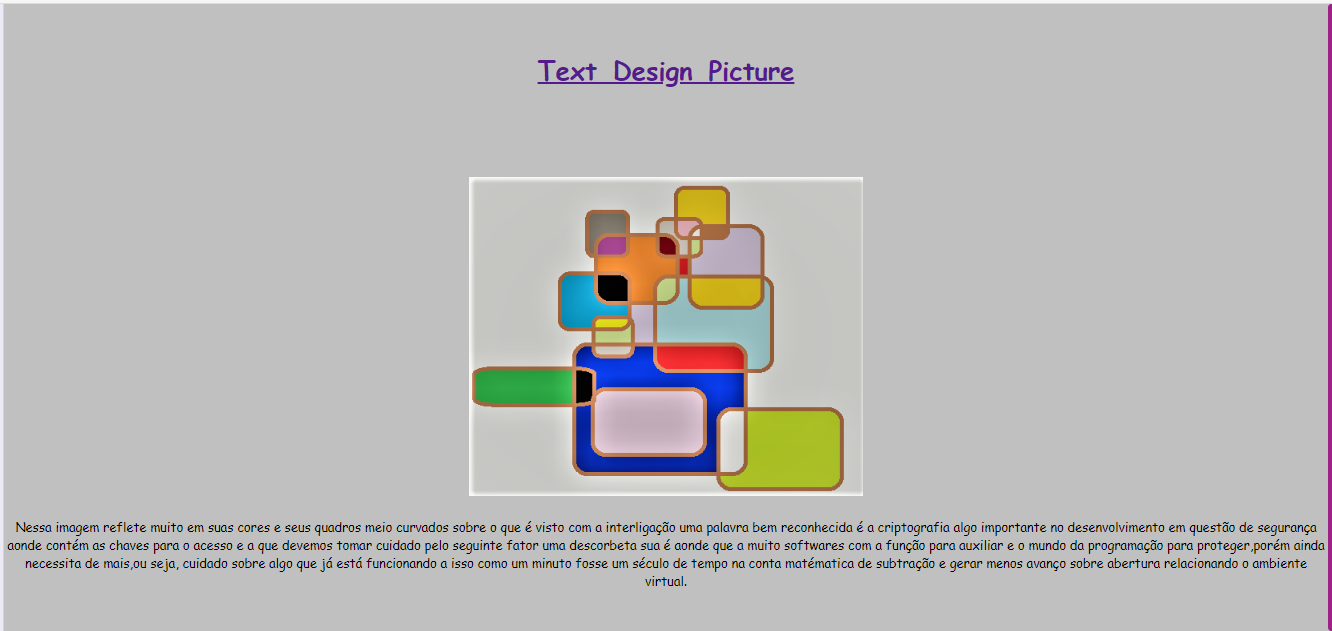 Text Design Picture
Nessa imagem reflete muito em suas cores e seus quadros meio curvados sobre o que é visto com a interligação uma palavra bem reconhecida é a criptografia algo importante no desenvolvimento em questão de segurança
aonde contém as chaves para o acesso e a que devemos tomar cuidado pelo seguinte fator uma descorbeta sua é aonde que a muito softwares com a função para auxiliar e o mundo da programação para proteger,porém ainda
necessita de mais,ou seja, cuidado sobre algo que já está funcionando a isso como um minuto fosse um século de tempo na conta matématica de subtração e gerar menos avanço sobre abertura relacionando o ambiente
virtual.